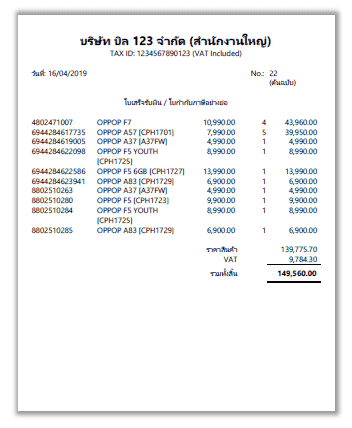 บริษัท บิล 123 จำกัด (สำนักงานใหญ่)
TAX ID: 1234567890123 (VAT Included)
วันที่: 16/04/2019 No.: 22
(ต้นฉบับ)
ใบเสร็จรับเงิน / ใบกำกับภาษีอย่างย่อ
4802471007 OPPOP F7 10,990.00 4 43,960.00
6944284617735 OPPOP A57 [CPH1701] 7,990.00 5 39,950.00
6944284619005 OPPOP A37 [A37FW] 4,990.00 1 4,990.00
6944284622098 OPPOP F5 YOUTH 8,990.00 1 8,990.00
[CPH1725]
6944284622586 OPPOP F5 6GB [CPH1727] 13,990.00 1 13,990.00
6944284623941 OPPOP A83 [CPH1729] 6,900.00 1 6,900.00
8802510263 OPPOP A37 [A37FW] 4,990.00 1 4,990.00
8802510280 OPPOP F5 [CPH1723] 9,900.00 1 9,900.00
8802510284 OPPOP F5 YOUTH 8,990.00 1 8,990.00
[CPH1725]
8802510285 OPPOP A83 [CPH1729] 6,900.00 1 6,900.00
ราคาสินค้า 139,775.70
VAT 9,784.30
รวมทั้งสิ้น 149,560.00